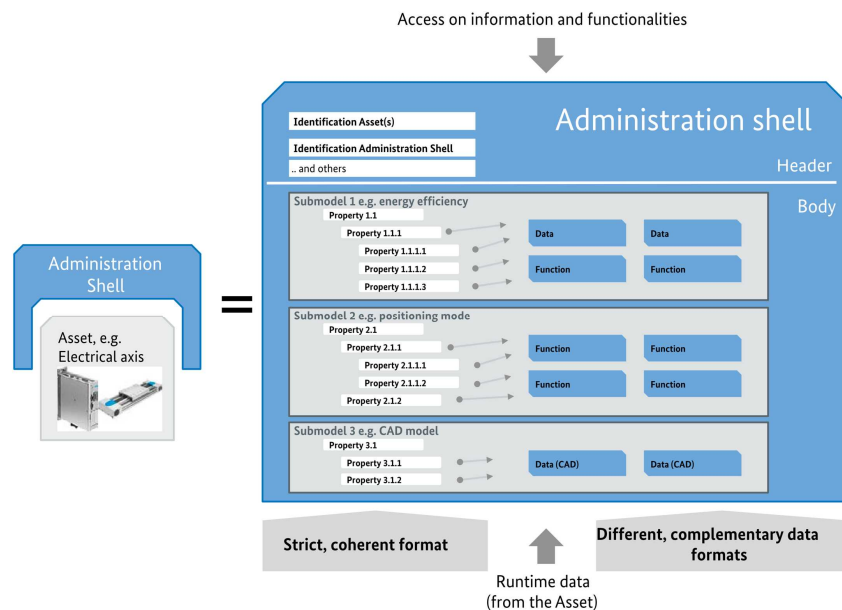 Access on information and functionalities
Administration shell
Identification Asset(s)
Identification Administration Shell
.. and others
Header
Body
Submodel 1 e.g. energy efficiency
Property 1.1
Property 1.1.1
Property 1.1.1.1
Property 1.1.1.2
Property 1.1.1.3
Data
Data
Function
Function
Submodel 2 e.g. positioning mode
Property 2.1
Property 2.1.1
Property 2.1.1.1
Property 2.1.1.2
Property 2.1.2
Function
Function
Function
Function
Submodel 3 e.g. CAD model
Property 3.1
Property 3.1.1
Property 3.1.2
Data (CAD)
Data (CAD)
Administration
Shell
Asset, e.g.
Electrical axis
=
Strict, coherent format
Different, complementary data
formats
Runtime data
(from the Asset)